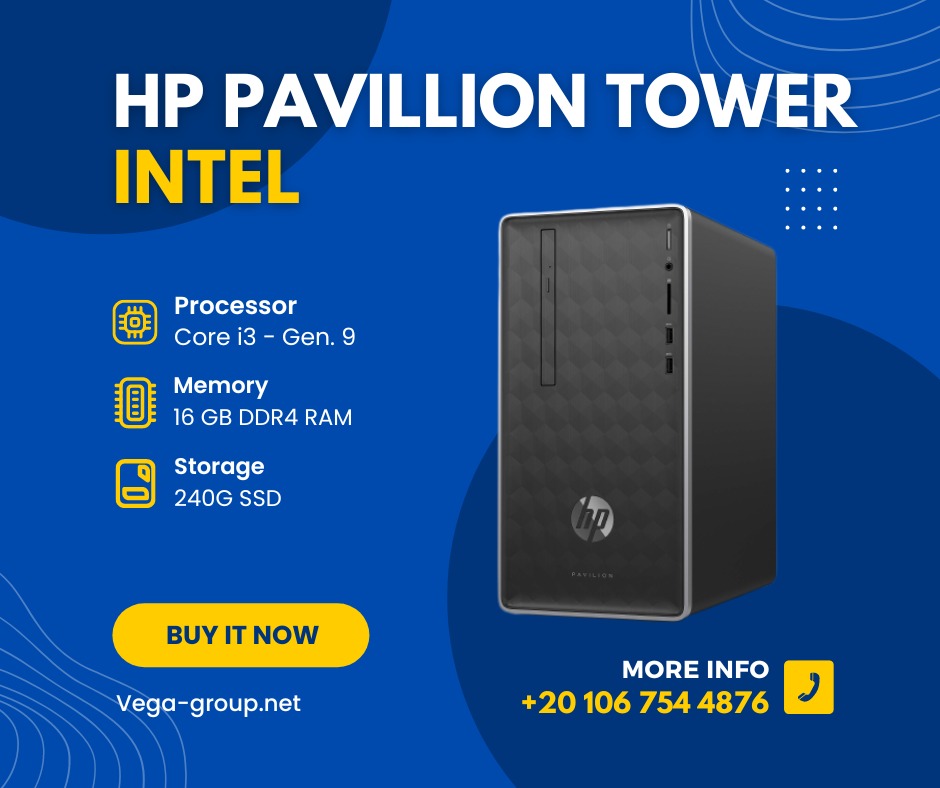 HP PAVILLION TOWER
INTEL
Processor
Core i3 - Gen. 9
Memory
16 GB DDR4 RAM
Storage
240G SSD
hp
PAVILION
BUY IT NOW
Vega-group.net
MORE INFO
+20 106 754 4876